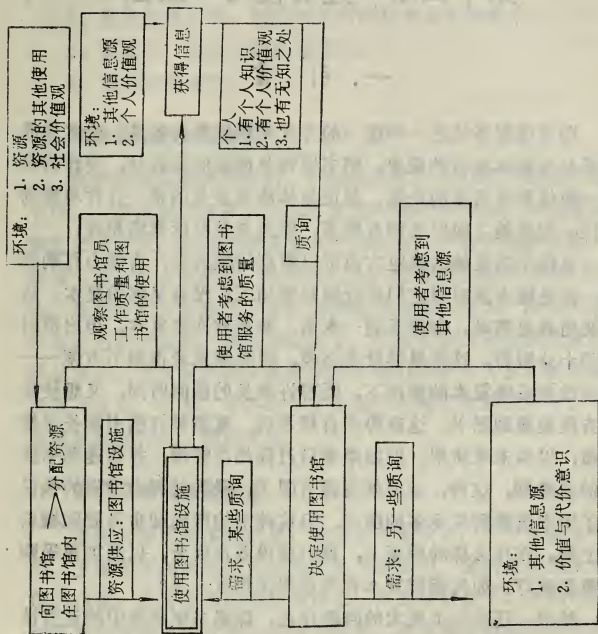 环境：
1. 资源
2. 资源的其他使用
3. 社会价值观
向图书馆
在图书馆内
分配资源
观察图书馆员
工作质量和图
书馆的使用
资源供应：图书馆设施
环境：
1. 其他信息源
2. 个人价值观
使用图书馆设施
获得信息
使用者考虑到图书
馆服务的质量
需求：某些质询
个人
1.有个人知识
2.有个人价值观
3.也有无知之处
决定使用图书馆
质询
需求：另一些质询
使用者考虑到
其他信息源
环境：
1. 其他信息源
2. 价值与代价意识